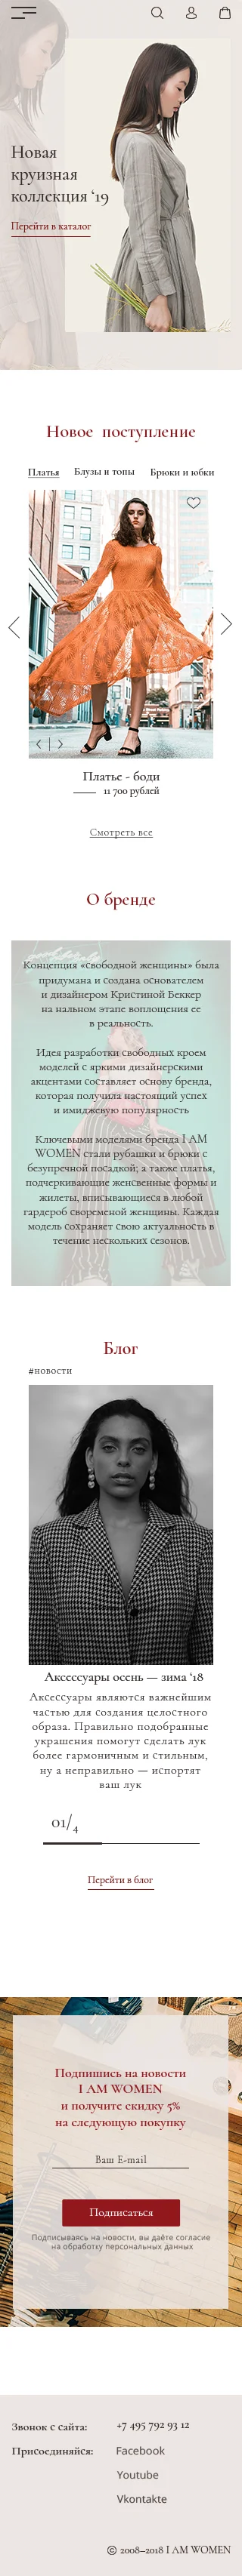 Новая
круизная
коллекция ‘19
Перейти в каталог
Новое поступление
Платья Блузы и топы Брюки и юбки
Платье - боди
11 700 рублей
Смотреть все
О бренде
Концепция «свободной женщины» была
придумана и создана основателем
и дизайнером Кристиной Беккер
на нальном этапе воплощения ее
в реальность.
Идея разработки свободных кроем
моделей с яркими дизайнерскими
акцентами составляет основу бренда,
которая получила настоящий успех
и имиджевую популярность
Ключевыми моделями бренда I AM
WOMEN стали рубашки и брюки с
безупречной посадкой; а также платья,
подчеркивающие женсвенные формы и
жилеты, вписывающиеся в любой
гардероб своременой женщины. Каждая
модель сохраняет свою актуальность в
течение нескольких сезонов.
Блог
#новости
Аксессуары осень — зима ‘18
Аксессуары являются важнейшим
частью для создания целостного
образа. Правильно подобранные
украшения помогут сделать лук
более гармоничным и стильным,
ну а неправильно — испортят
ваш лук
01/4
Перейти в блог
Подпишись на новости
I AM WOMEN
и получите скидку 5%
на следующую покупку
Ваш E-mail
Подписаться
Подписываясь на новости, вы даёте согласие
на обработку персональных данных
Звонок с сайта: +7 495 792 93 12
Присоединяйся: Facebook
Youtube
Vkontakte
© 2008–2018 I AM WOMEN